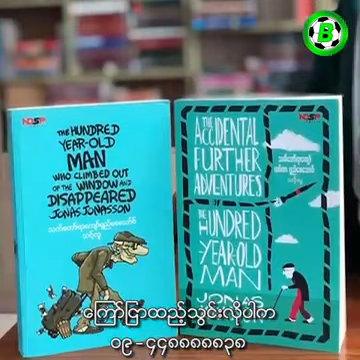 B
THE HUNDRED
YEAR-OLD
MAN
WHO CLIMBED OUT
OF THE WINDOW AND
DISAPPEARED
JONAS JONASSON
A
THE
ACCIDENTAL
FURTHER
ADVENTURES
OF
THE
HUNDRED
YEAR-OLD
MAN
JONAS
ကြော်ငြာထည့်သွင်းလိုပါက
၀၉-၄၄၈၈၈၈၈၃၈